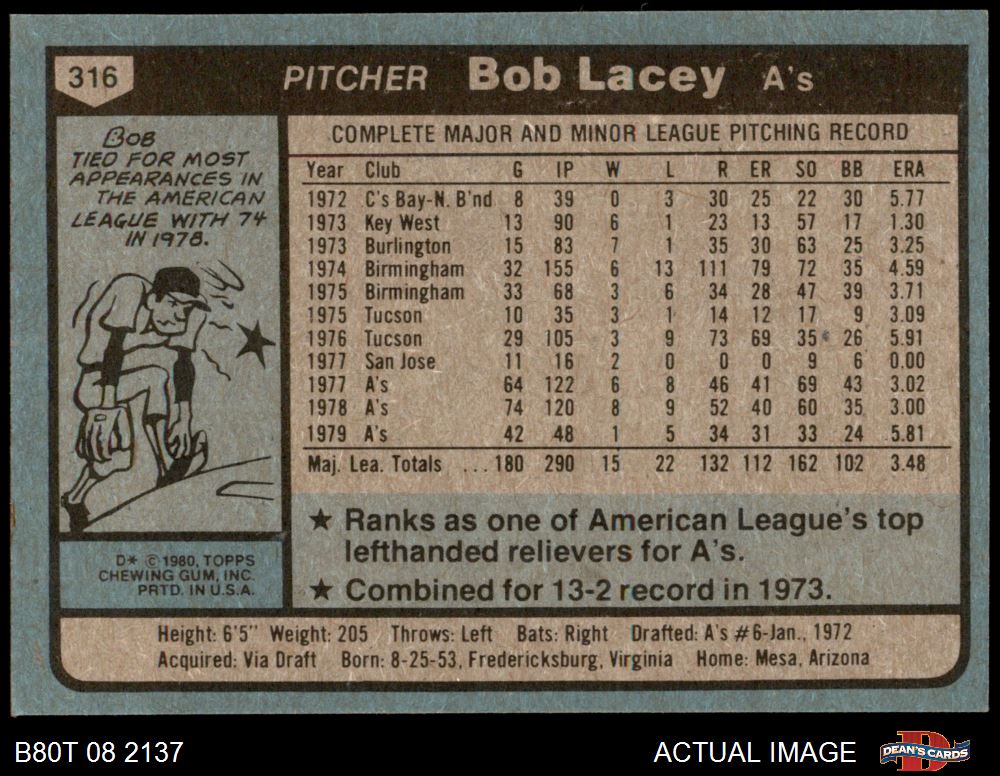 316 PITCHER Bob Lacey A's
BOB
TIED FOR MOST
APPEARANCES IN
THE AMERICAN
LEAGUE WITH 74
IN 1978.
COMPLETE MAJOR AND MINOR LEAGUE PITCHING RECORD
Year Club G IP W L R ER SO BB ERA
1972 C's Bay-N. B'nd 8 39 0 3 30 25 22 30 5.77
1973 Key West 13 90 6 1 23 13 57 17 1.30
1973 Burlington 15 83 7 1 35 30 63 25 3.25
1974 Birmingham 32 155 6 13 111 79 72 35 4.59
1975 Birmingham 33 68 3 6 34 28 47 39 3.71
1975 Tucson 10 35 3 1 14 12 17 9 3.09
1976 Tucson 29 105 3 9 73 69 35 26 5.91
1977 San Jose 11 16 2 0 0 0 9 6 0.00
1977 A's 64 122 6 8 46 41 69 43 3.02
1978 A's 74 120 8 9 52 40 60 35 3.00
1979 A's 42 48 1 5 34 31 33 24 5.81
Maj. Lea. Totals ... 180 290 15 22 132 112 162 102 3.48
★ Ranks as one of American League's top
lefthanded relievers for A's.
★ Combined for 13-2 record in 1973.
D* © 1980, TOPPS
CHEWING GUM, INC.
PRTD. IN U.S.A.
Height: 6'5" Weight: 205 Throws: Left Bats: Right Drafted: A's #6-Jan., 1972
Acquired: Via Draft Born: 8-25-53, Fredericksburg, Virginia Home: Mesa, Arizona
B80T 08 2137 ACTUAL IMAGE DEAN'S CARDS